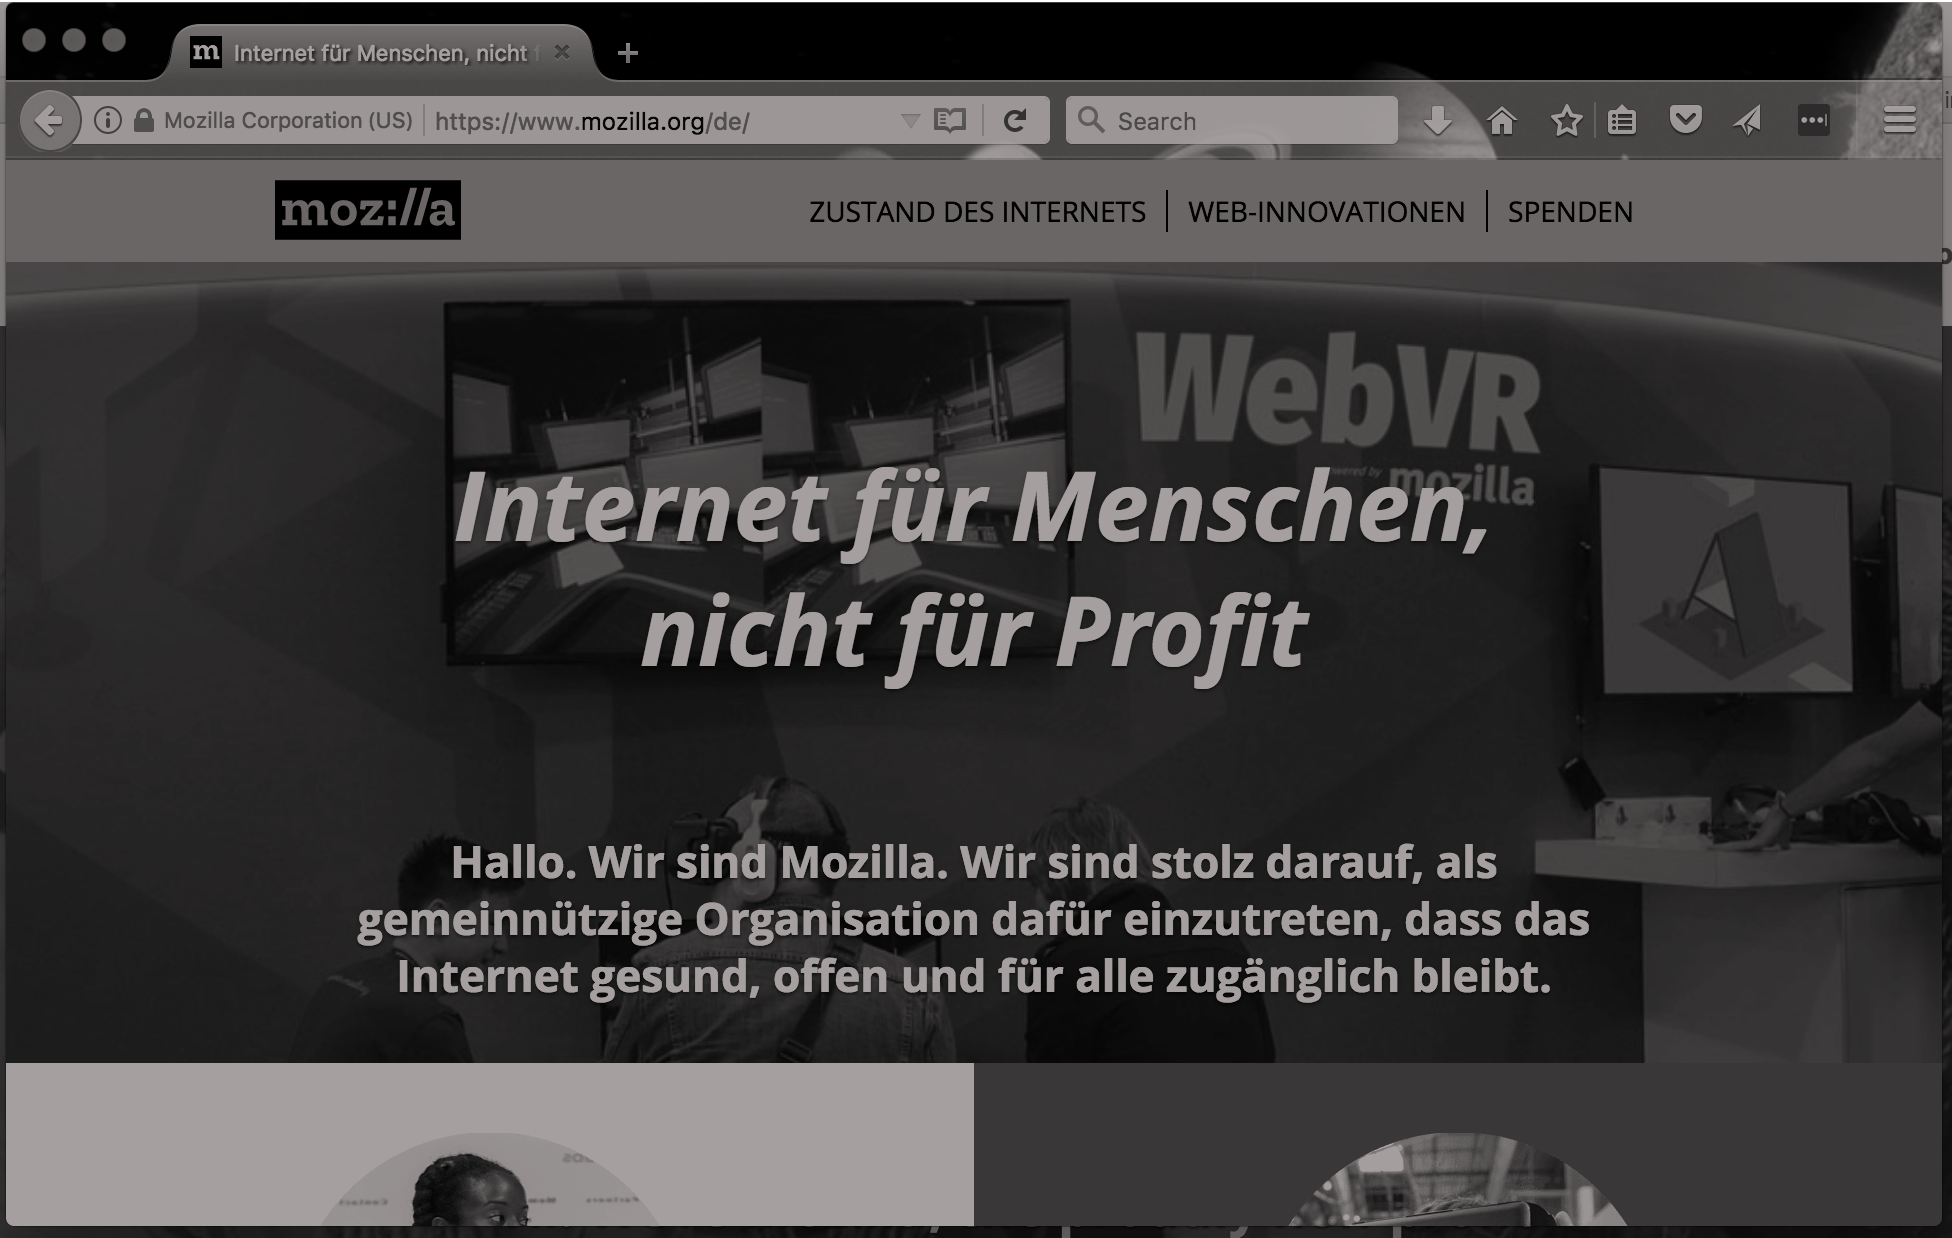 m Internet für Menschen, nicht
Mozilla Corporation (US) https://www.mozilla.org/de/
Search
moz://a
ZUSTAND DES INTERNETS
WEB-INNOVATIONEN
SPENDEN
WebVR
powered by mozilla
Internet für Menschen,
nicht für Profit
Hallo. Wir sind Mozilla. Wir sind stolz darauf, als
gemeinnützige Organisation dafür einzutreten, dass das
Internet gesund, offen und für alle zugänglich bleibt.